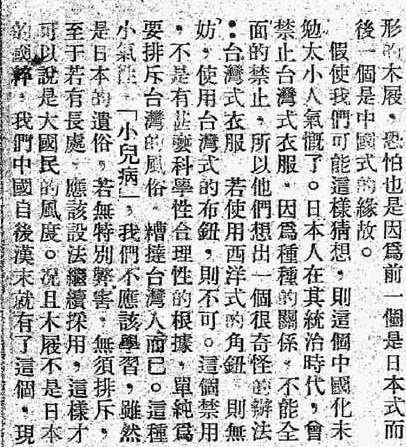 形的木屐，恐怕也是因爲前一個是日本式而
後一個是中國式的緣故。
假使我們可能這樣猜想，則這個中國化未
勉太小人氣概了。日本人在其統治時代，曾
禁止台灣式衣服，因爲種種的關係，不能全
面的禁止，所以他們想出一個很奇怪的辦法
：台灣式衣服，若使用西洋式的角鈕，則無
妨，使用台灣式的布鈕，則不可。這個禁用
，不是有甚麼科學性合理性的根據，單純爲
要排斥台灣的風俗，糟撻台灣人而已。這種
小氣性，「小兒病」，我們不應該學習，雖然
是日本的遺俗，若無特別弊害，無須排斥，
至于若有長處，應該設法繼續採用，這樣才
可以說是大國民的風度。況且木屐不是日本
的國粹，我們中國自後漢末就有了這個，現